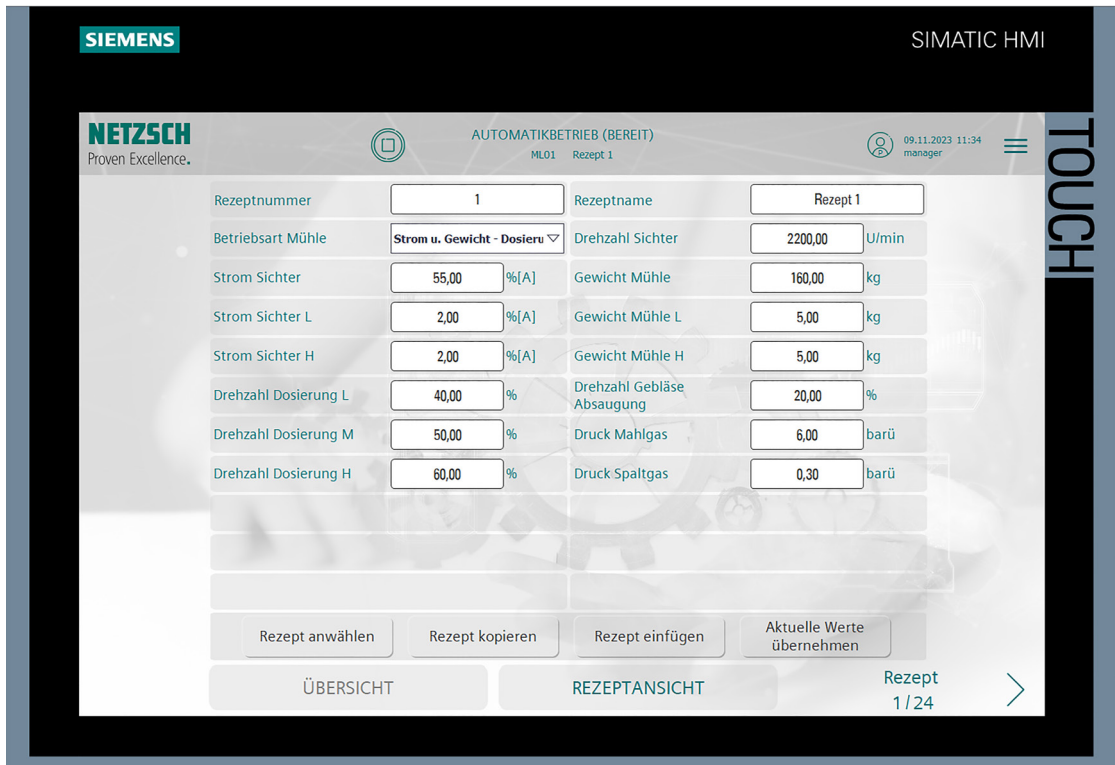 SIEMENS
SIMATIC HMI
TOUCH
NETZSCH
Proven Excellence.
AUTOMATIKBETRIEB (BEREIT)
ML01 Rezept 1
09.11.2023 11:34
manager
P
Rezeptnummer 1 Rezeptname Rezept 1
Betriebsart Mühle Strom u. Gewicht - Dosieru Drehzahl Sichter 2200,00 U/min
Strom Sichter 55,00 %[A] Gewicht Mühle 160,00 kg
Strom Sichter L 2,00 %[A] Gewicht Mühle L 5,00 kg
Strom Sichter H 2,00 %[A] Gewicht Mühle H 5,00 kg
Drehzahl Dosierung L 40,00 % Drehzahl Gebläse
Absaugung 20,00 %
Drehzahl Dosierung M 50,00 % Druck Mahlgas 6,00 barü
Drehzahl Dosierung H 60,00 % Druck Spaltgas 0,30 barü
Rezept anwählen Rezept kopieren Rezept einfügen Aktuelle Werte
übernehmen
ÜBERSICHT REZEPTANSICHT Rezept
1/24